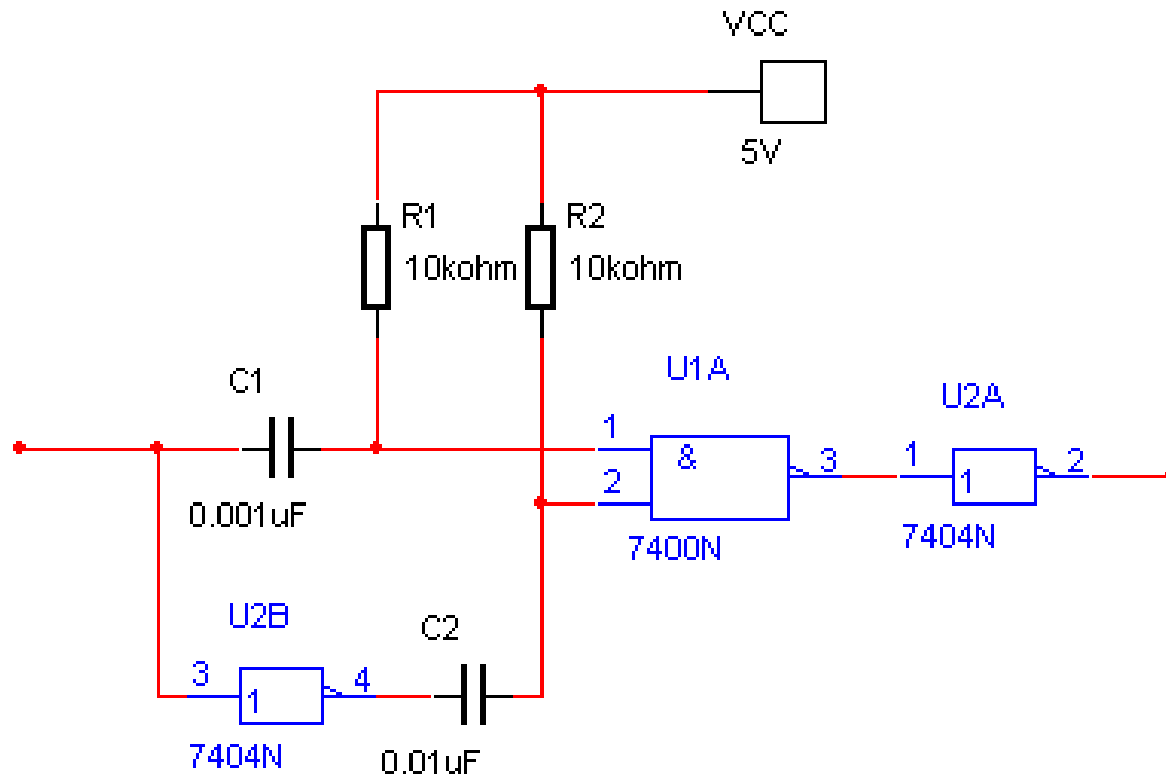 VCC
5V
R1
R2
10kohm
10kohm
C1
U1A
U2A
1
2
&
3
1
1
2
0.001uF
7400N
7404N
U2B
C2
3
1
4
7404N
0.01uF